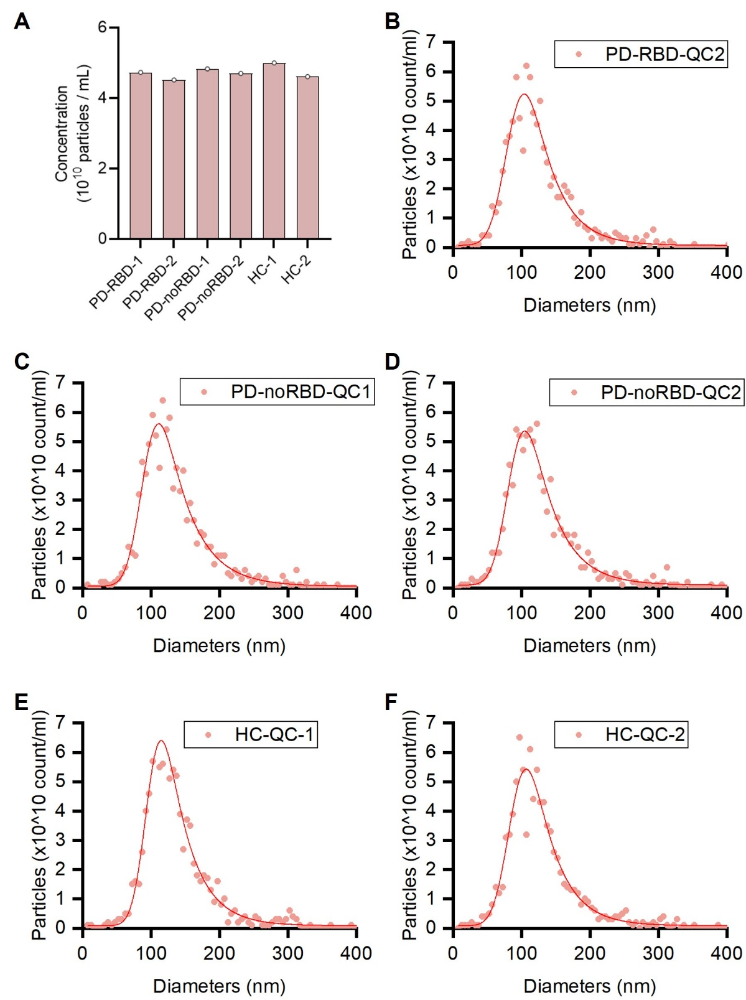 A
6
4
2
0
Concentration
(10^10 particles / mL)
PD-RBD-1
PD-RBD-2
PD-noRBD-1
PD-noRBD-2
HC-1
HC-2
B
PD-RBD-QC2
Particles (x10^10 count/ml)
7
6
5
4
3
2
1
0
0 100 200 300 400
Diameters (nm)
C
PD-noRBD-QC1
Particles (x10^10 count/ml)
7
6
5
4
3
2
1
0
0 100 200 300 400
Diameters (nm)
D
PD-noRBD-QC2
Particles (x10^10 count/ml)
7
6
5
4
3
2
1
0
0 100 200 300 400
Diameters (nm)
E
HC-QC-1
Particles (x10^10 count/ml)
7
6
5
4
3
2
1
0
0 100 200 300 400
Diameters (nm)
F
HC-QC-2
Particles (x10^10 count/ml)
7
6
5
4
3
2
1
0
0 100 200 300 400
Diameters (nm)